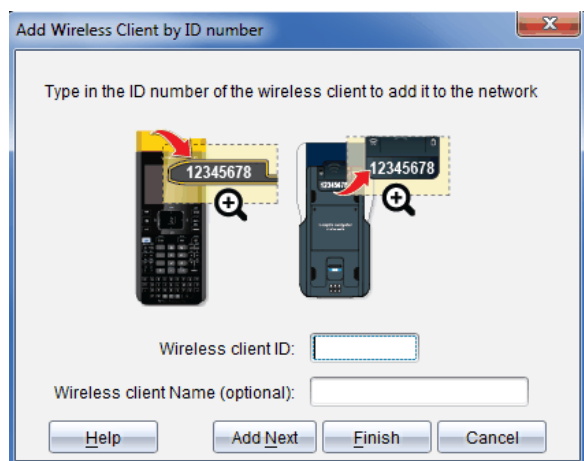 Add Wireless Client by ID number
Type in the ID number of the wireless client to add it to the network
12345678
12345678
Wireless client ID:
Wireless client Name (optional):
Help Add Next Finish Cancel